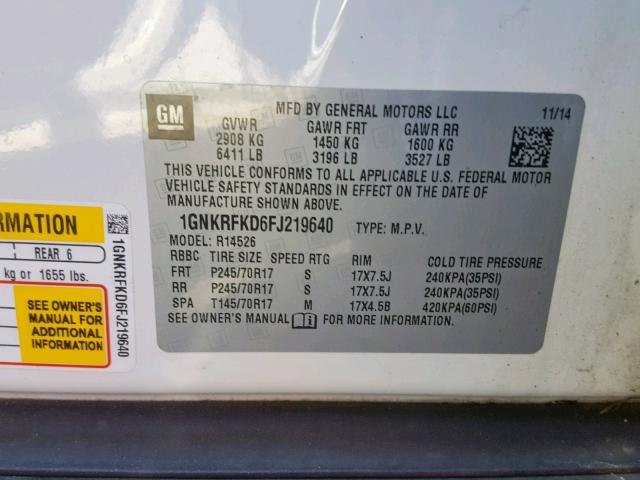 GM
MFD BY GENERAL MOTORS LLC 11/14
GVWR GAWR FRT GAWR RR
2908 KG 1450 KG 1600 KG
6411 LB 3196 LB 3527 LB
THIS VEHICLE CONFORMS TO ALL APPLICABLE U.S. FEDERAL MOTOR
VEHICLE SAFETY STANDARDS IN EFFECT ON THE DATE OF
MANUFACTURE SHOWN ABOVE.
1GNKRFKD6FJ219640 TYPE: M.P.V.
MODEL: R14526
RBBC TIRE SIZE SPEED RTG RIM COLD TIRE PRESSURE
FRT P245/70R17 S 17X7.5J 240KPA(35PSI)
RR P245/70R17 S 17X7.5J 240KPA(35PSI)
SPA T145/70R17 M 17X4.5B 420KPA(60PSI)
SEE OWNER'S MANUAL FOR MORE INFORMATION.
ORMATION
REAR 6
kg or 1655 lbs.
SEE OWNER'S
MANUAL FOR
ADDITIONAL
INFORMATION
1GNKRFKD6FJ219640